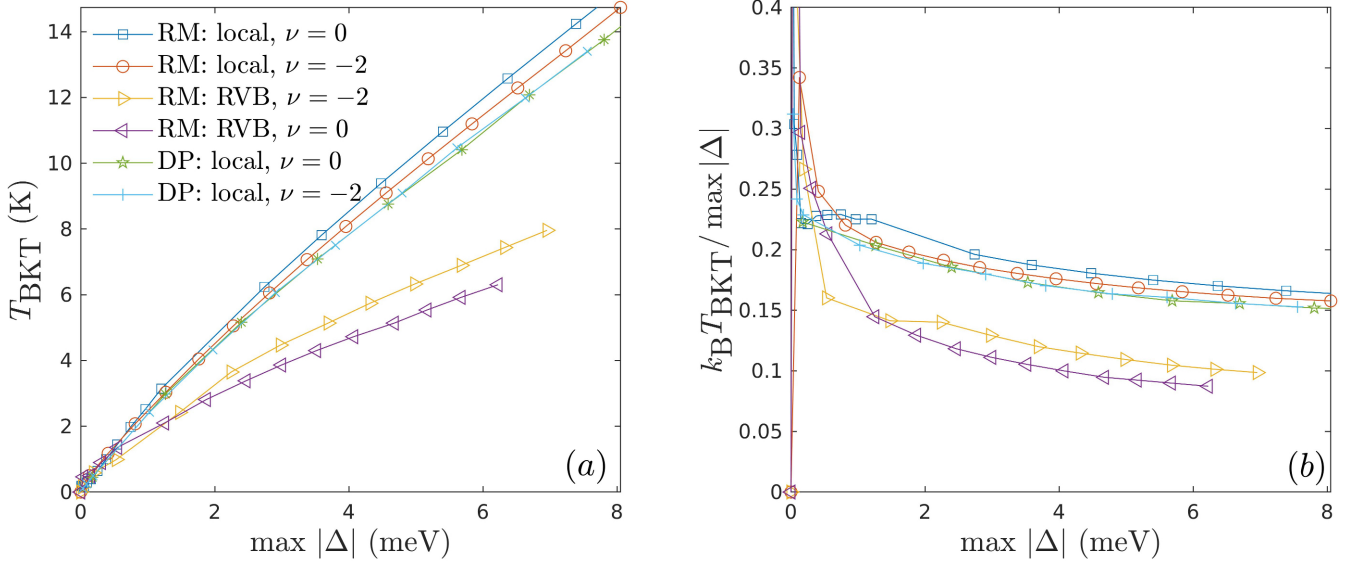 14
12
10
8
6
4
2
0
T_BKT (K)
RM: local, ν = 0
RM: local, ν = −2
RM: RVB, ν = −2
RM: RVB, ν = 0
DP: local, ν = 0
DP: local, ν = −2
(a)
0 2 4 6 8
max |Δ| (meV)
0.4
0.35
0.3
0.25
0.2
0.15
0.1
0.05
0
k_B T_BKT / max |Δ|
(b)
0 2 4 6 8
max |Δ| (meV)